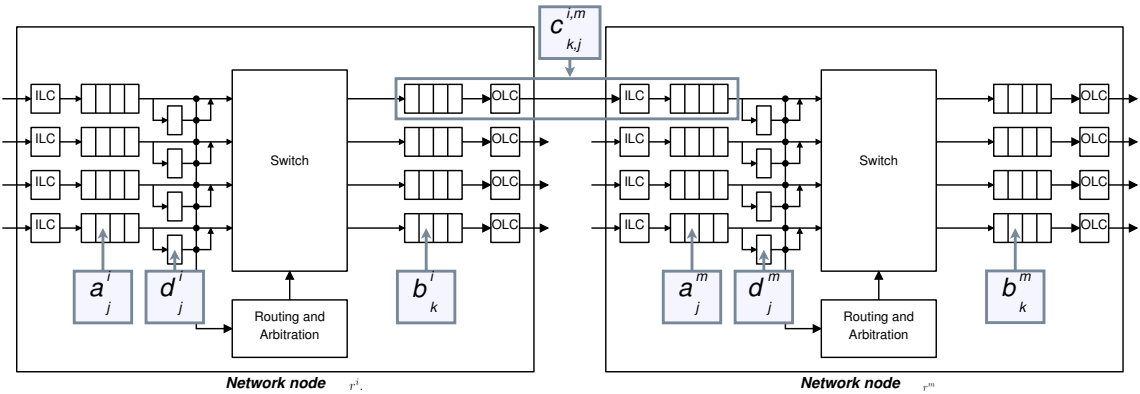 c i,m k,j
ILC OLC ILC OLC
ILC OLC ILC OLC
Switch Switch
ILC OLC ILC OLC
ILC OLC ILC OLC
a i j d i j b i k a m j d m j b m k
Routing and Arbitration Routing and Arbitration
Network node r i. Network node r m